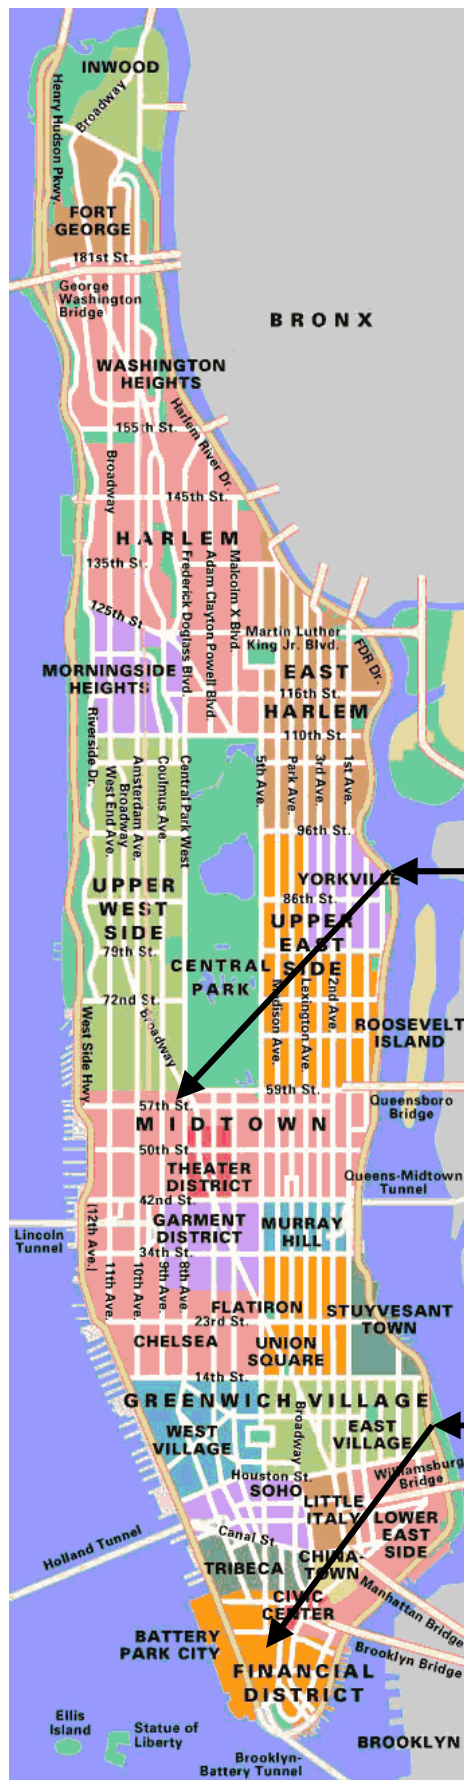 INWOOD
Henry Hudson Pkwy.
Broadway
FORT
GEORGE
181st St.
George
Washington
Bridge
BRONX
WASHINGTON
HEIGHTS
Harlem River Dr.
155th St.
Broadway
145th St.
HARLEM
135th St.
Frederick Doglass Blvd.
Adam Clayton Powell Blvd.
Malcolm X Blvd.
125th St.
Martin Luther
King Jr. Blvd.
FDR Dr.
MORNINGSIDE
HEIGHTS
EAST
HARLEM
116th St.
110th St.
Riverside Dr.
West End Ave.
Broadway
Amsterdam Ave.
Coulmus Ave.
Central Park West
5th Ave.
Park Ave.
3rd Ave.
1st Ave.
96th St.
YORKVILLE
86th St.
UPPER
WEST
SIDE
UPPER
EAST
SIDE
79th St.
CENTRAL
PARK
72nd St.
Broadway
Madison Ave.
Lexington Ave.
2nd Ave.
ROOSEVELT
ISLAND
West Side Hwy.
59th St.
57th St.
Queensboro
Bridge
MIDTOWN
50th St.
THEATER
DISTRICT
Queens-Midtown
Tunnel
42nd St.
Lincoln
Tunnel
(12th Ave.)
GARMENT
DISTRICT
MURRAY
HILL
34th St.
11th Ave.
10th Ave.
9th Ave.
8th Ave.
FLATIRON
STUYVESANT
TOWN
23rd St.
CHELSEA
UNION
SQUARE
14th St.
GREENWICH VILLAGE
WEST
VILLAGE
Broadway
EAST
VILLAGE
Houston St.
Williamsburg
Bridge
SOHO
LITTLE
ITALY
LOWER
EAST
SIDE
Holland Tunnel
Canal St.
TRIBECA
CHINA-
TOWN
Manhattan Bridge
CIVIC
CENTER
BATTERY
PARK CITY
Brooklyn Bridge
FINANCIAL
DISTRICT
Ellis
Island
Statue of
Liberty
BROOKLYN
Brooklyn-
Battery Tunnel